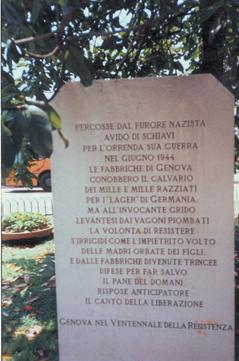 PERCOSSE DAL FURORE NAZISTA
AVIDO DI SCHIAVI
PER L'ORRENDA SUA GUERRA
NEL GIUGNO 1944
LE FABBRICHE DI GENOVA
CONOBBERO IL CALVARIO
DEI MILLE E MILLE RAZZIATI
PER I "LAGER" DI GERMANIA.
MA ALL'INVOCANTE GRIDO
LEVANTESI DAI VAGONI PIOMBATI
LA VOLONTA DI RESISTERE
S'IRRIGIDI COME L'IMPIETRITO VOLTO
DELLE MADRI ORBATE DEI FIGLI.
E DALLE FABBRICHE DIVENUTE TRINCEE
DIFESE PER FAR SALVO
IL PANE DEL DOMANI
RISPOSE ANTICIPATORE
IL CANTO DELLA LIBERAZIONE
GENOVA NEL VENTENNALE DELLA RESISTENZA